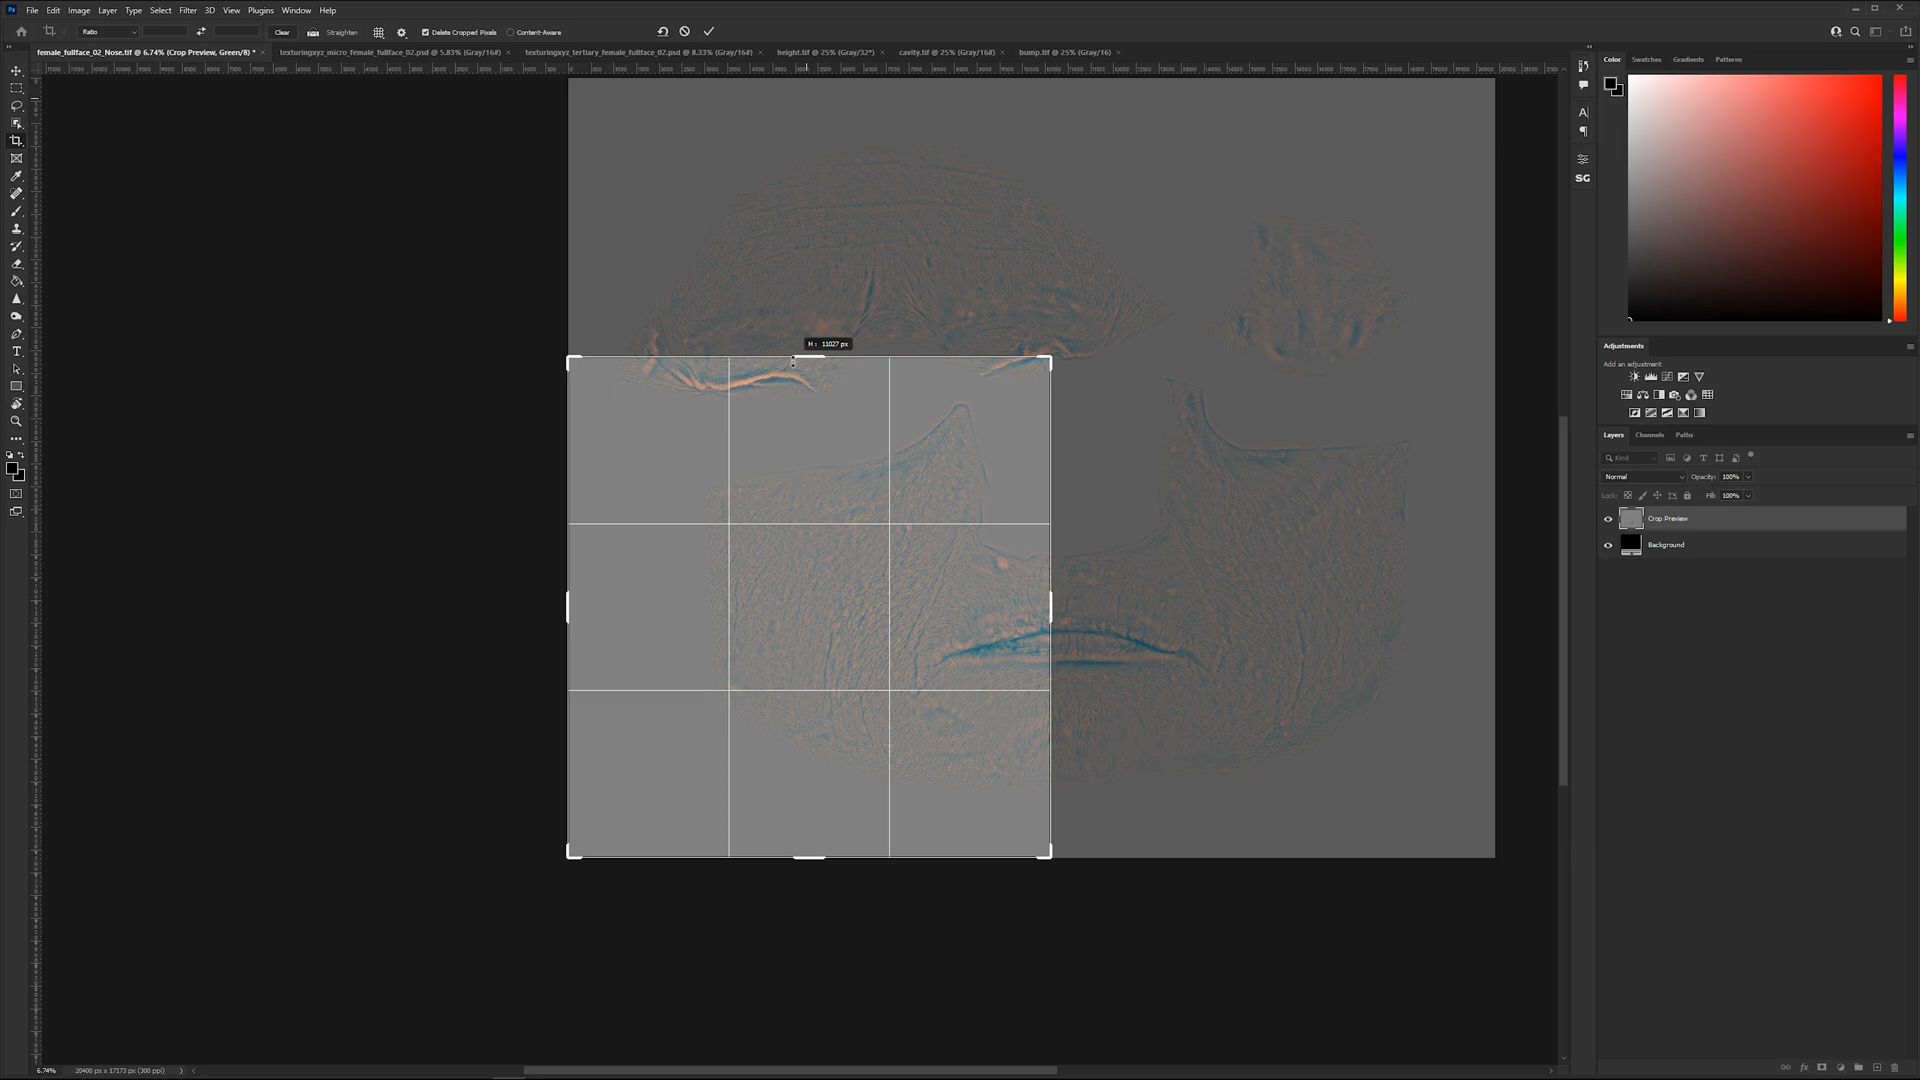 Ps File Edit Image Layer Type Select Filter 3D View Plugins Window Help
Ratio Clear Straighten Delete Cropped Pixels Content-Aware
female_fullface_02_Nose.tif @ 6.74% (Crop Preview, Green/8) * × texturingxyz_micro_female_fullface_02.psd @ 5.83% (Gray/16#) × texturingxyz_tertiary_female_fullface_02.psd @ 8.33% (Gray/16#) × height.tif @ 25% (Gray/32*) × cavity.tif @ 25% (Gray/16#) × bump.tif @ 25% (Gray/16) ×
Color Swatches Gradients Patterns
SG
H : 11027 px
Adjustments
Add an adjustment
Layers Channels Paths
Kind
Normal Opacity: 100%
Lock: Fill: 100%
Crop Preview
Background
6.74% 20400 px x 17173 px (300 ppi)